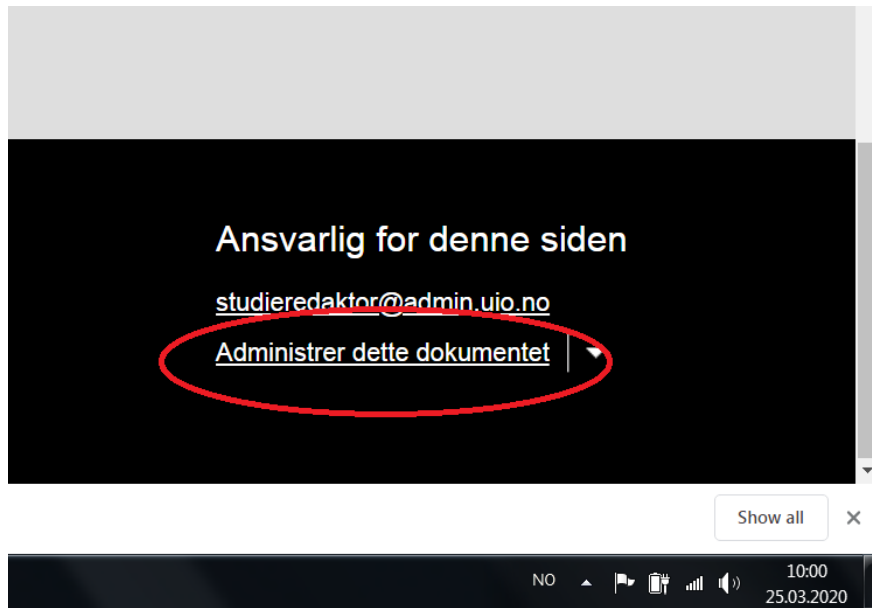 Ansvarlig for denne siden
studieredaktor@admin.uio.no
Administrer dette dokumentet
Show all
NO
10:00
25.03.2020